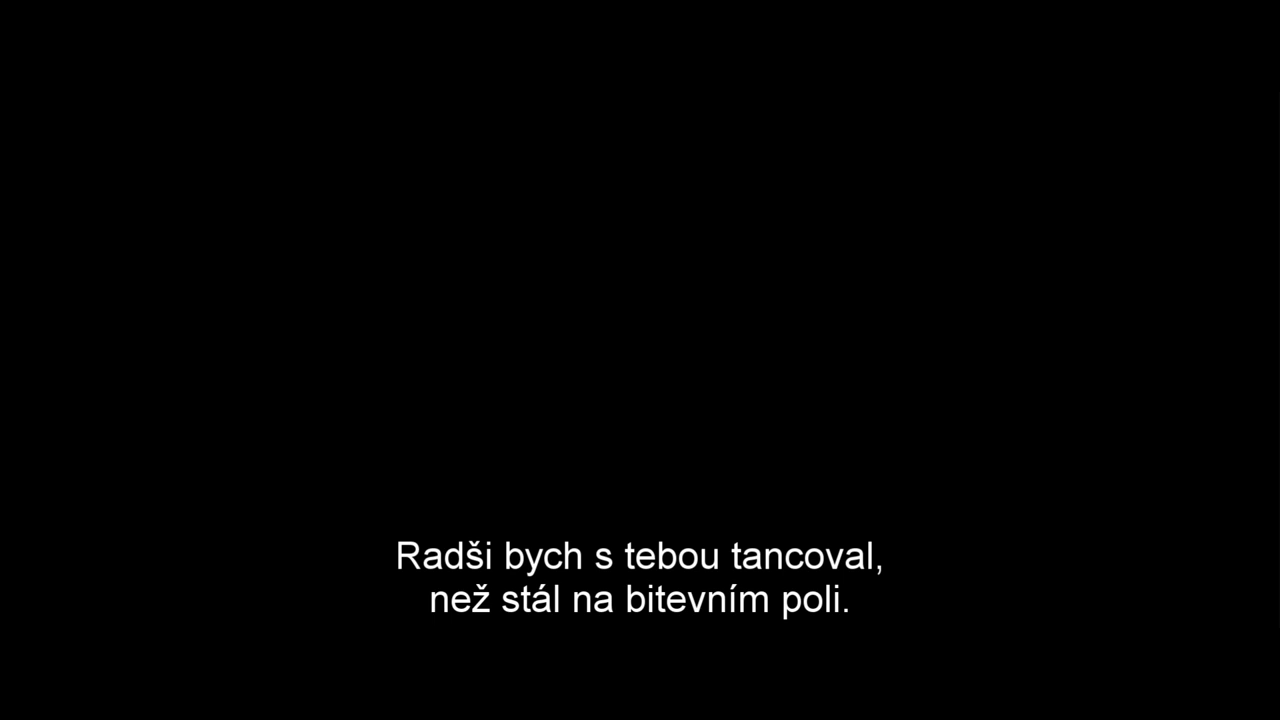 Radši bych s tebou tancoval,
než stál na bitevním poli.